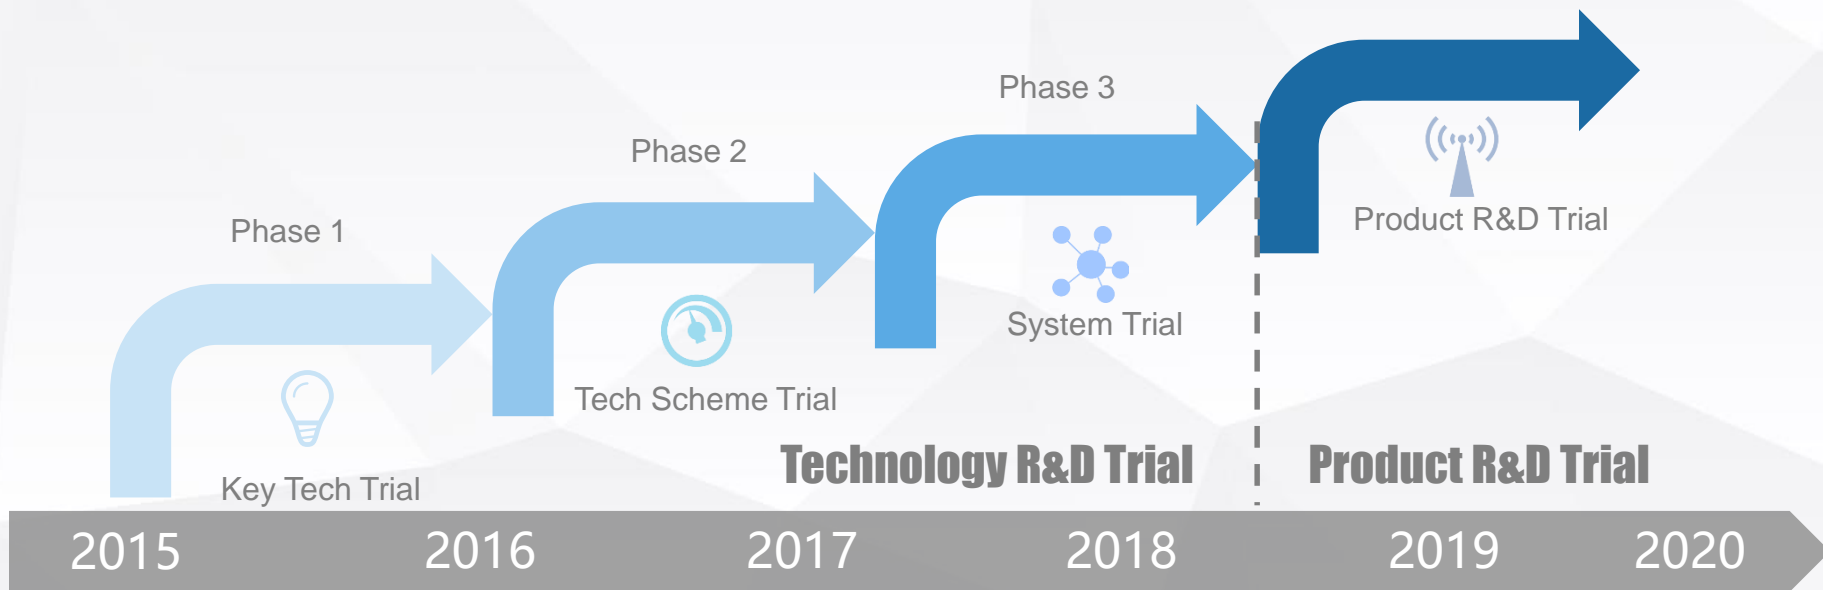 Phase 1
Key Tech Trial
Phase 2
Tech Scheme Trial
Phase 3
System Trial
Product R&D Trial
Technology R&D Trial
Product R&D Trial
2015 2016 2017 2018 2019 2020